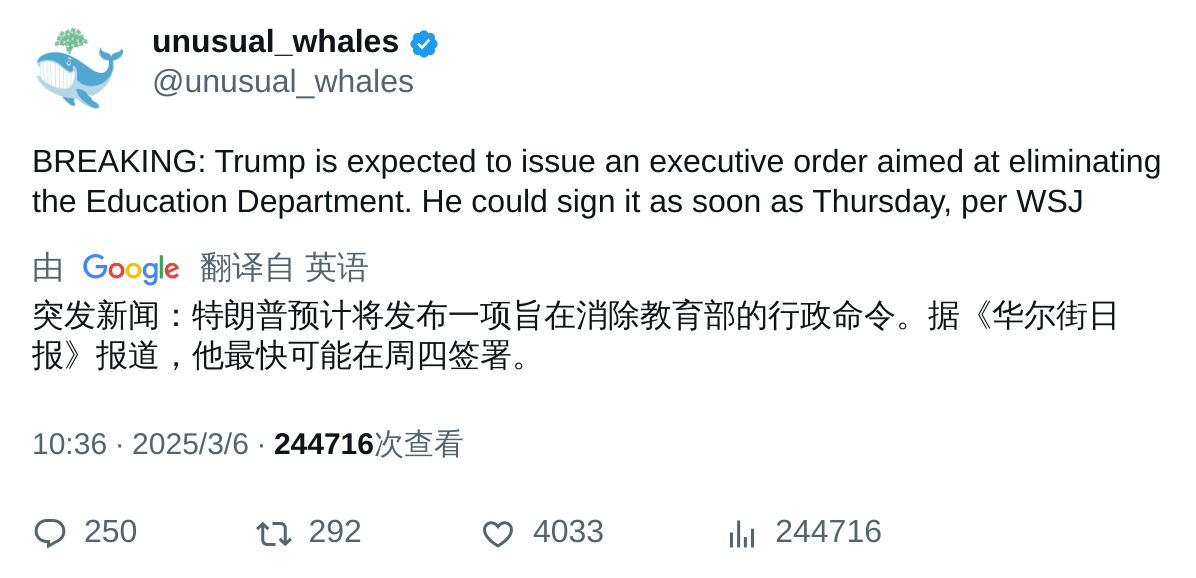 unusual_whales
@unusual_whales
BREAKING: Trump is expected to issue an executive order aimed at eliminating
the Education Department. He could sign it as soon as Thursday, per WSJ
由 Google 翻译自 英语
突发新闻：特朗普预计将发布一项旨在消除教育部的行政命令。据《华尔街日
报》报道，他最快可能在周四签署。
10:36 · 2025/3/6 · 244716次查看
250 292 4033 244716